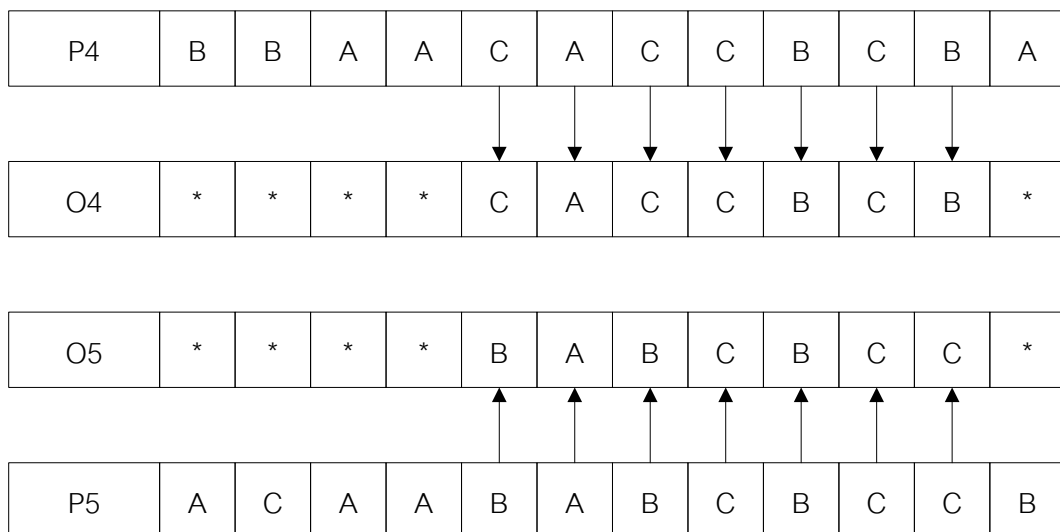 P4 B B A A C A C C B C B A
O4 * * * * C A C C B C B *
O5 * * * * B A B C B C C *
P5 A C A A B A B C B C C B